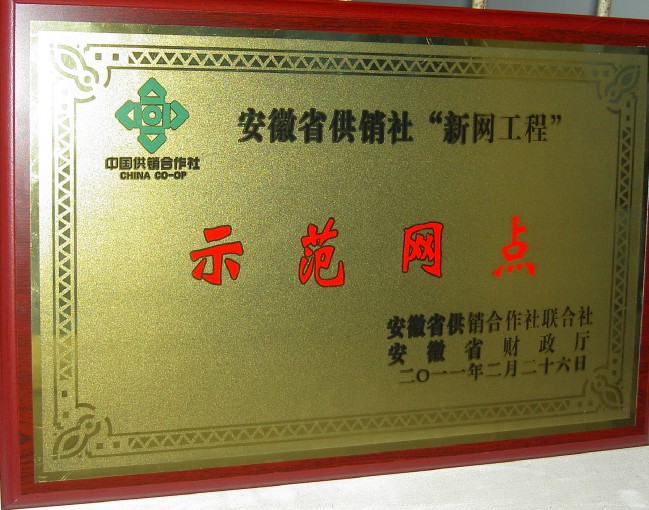 安徽省供销社“新网工程”
中国供销合作社
CHINA CO-OP
示范网点
安徽省供销合作社联合社
安徽省财政厅
二〇一一年二月二十六日